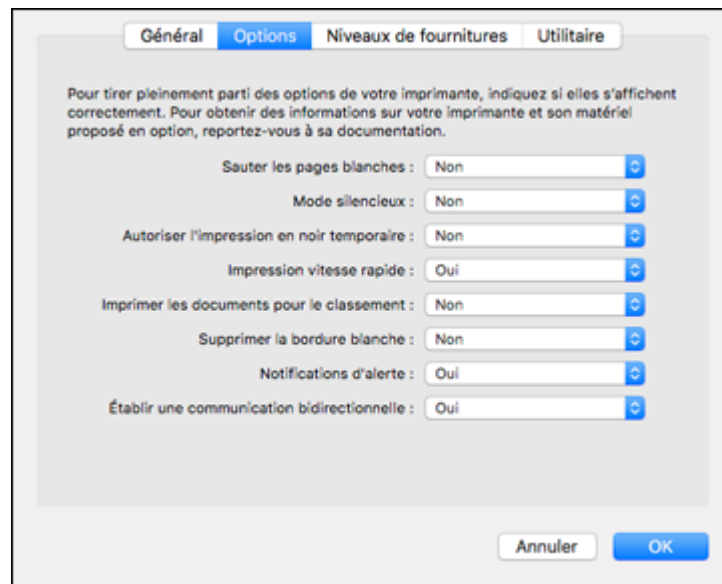 Général Options Niveaux de fournitures Utilitaire
Pour tirer pleinement parti des options de votre imprimante, indiquez si elles s'affichent
correctement. Pour obtenir des informations sur votre imprimante et son matériel
proposé en option, reportez-vous à sa documentation.
Sauter les pages blanches : Non
Mode silencieux : Non
Autoriser l'impression en noir temporaire : Non
Impression vitesse rapide : Oui
Imprimer les documents pour le classement : Non
Supprimer la bordure blanche : Non
Notifications d'alerte : Oui
Établir une communication bidirectionnelle : Oui
Annuler OK